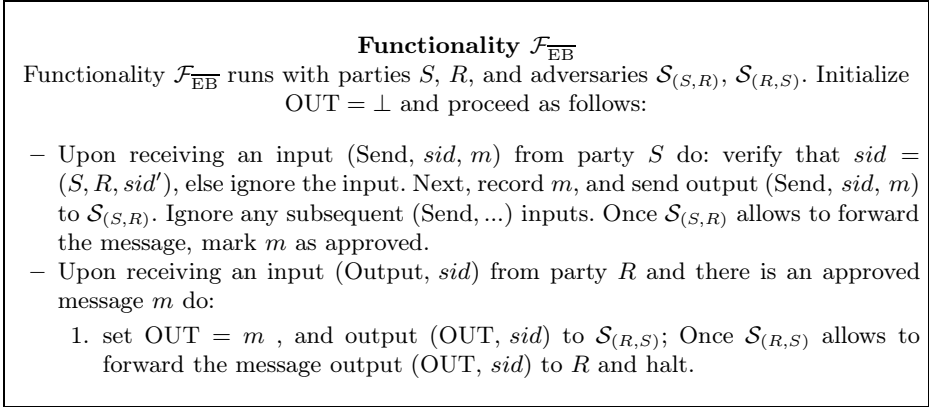 Functionality $\mathcal{F}_{\overline{\mathrm{EB}}}$
Functionality $\mathcal{F}_{\overline{\mathrm{EB}}}$ runs with parties $S$, $R$, and adversaries $\mathcal{S}_{(S,R)}$, $\mathcal{S}_{(R,S)}$. Initialize
OUT = ⊥ and proceed as follows:
– Upon receiving an input (Send, $sid$, $m$) from party $S$ do: verify that $sid$ =
$(S, R, sid')$, else ignore the input. Next, record $m$, and send output (Send, $sid$, $m$)
to $\mathcal{S}_{(S,R)}$. Ignore any subsequent (Send, ...) inputs. Once $\mathcal{S}_{(S,R)}$ allows to forward
the message, mark $m$ as approved.
– Upon receiving an input (Output, $sid$) from party $R$ and there is an approved
message $m$ do:
1. set OUT = $m$ , and output (OUT, $sid$) to $\mathcal{S}_{(R,S)}$; Once $\mathcal{S}_{(R,S)}$ allows to
forward the message output (OUT, $sid$) to $R$ and halt.